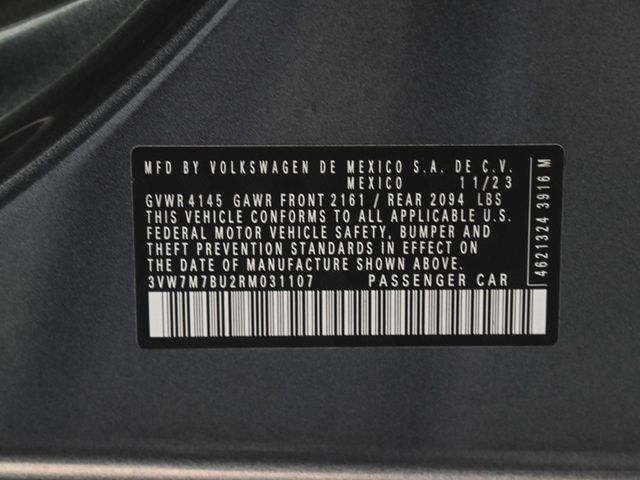 MFD BY VOLKSWAGEN DE MEXICO S.A. DE C.V.
MEXICO 11/23
GVWR 4145 GAWR FRONT 2161 / REAR 2094 LBS
THIS VEHICLE CONFORMS TO ALL APPLICABLE U.S.
FEDERAL MOTOR VEHICLE SAFETY, BUMPER AND
THEFT PREVENTION STANDARDS IN EFFECT ON
THE DATE OF MANUFACTURE SHOWN ABOVE.
3VW7M7BU2RM031107 PASSENGER CAR
4621324 3916 M